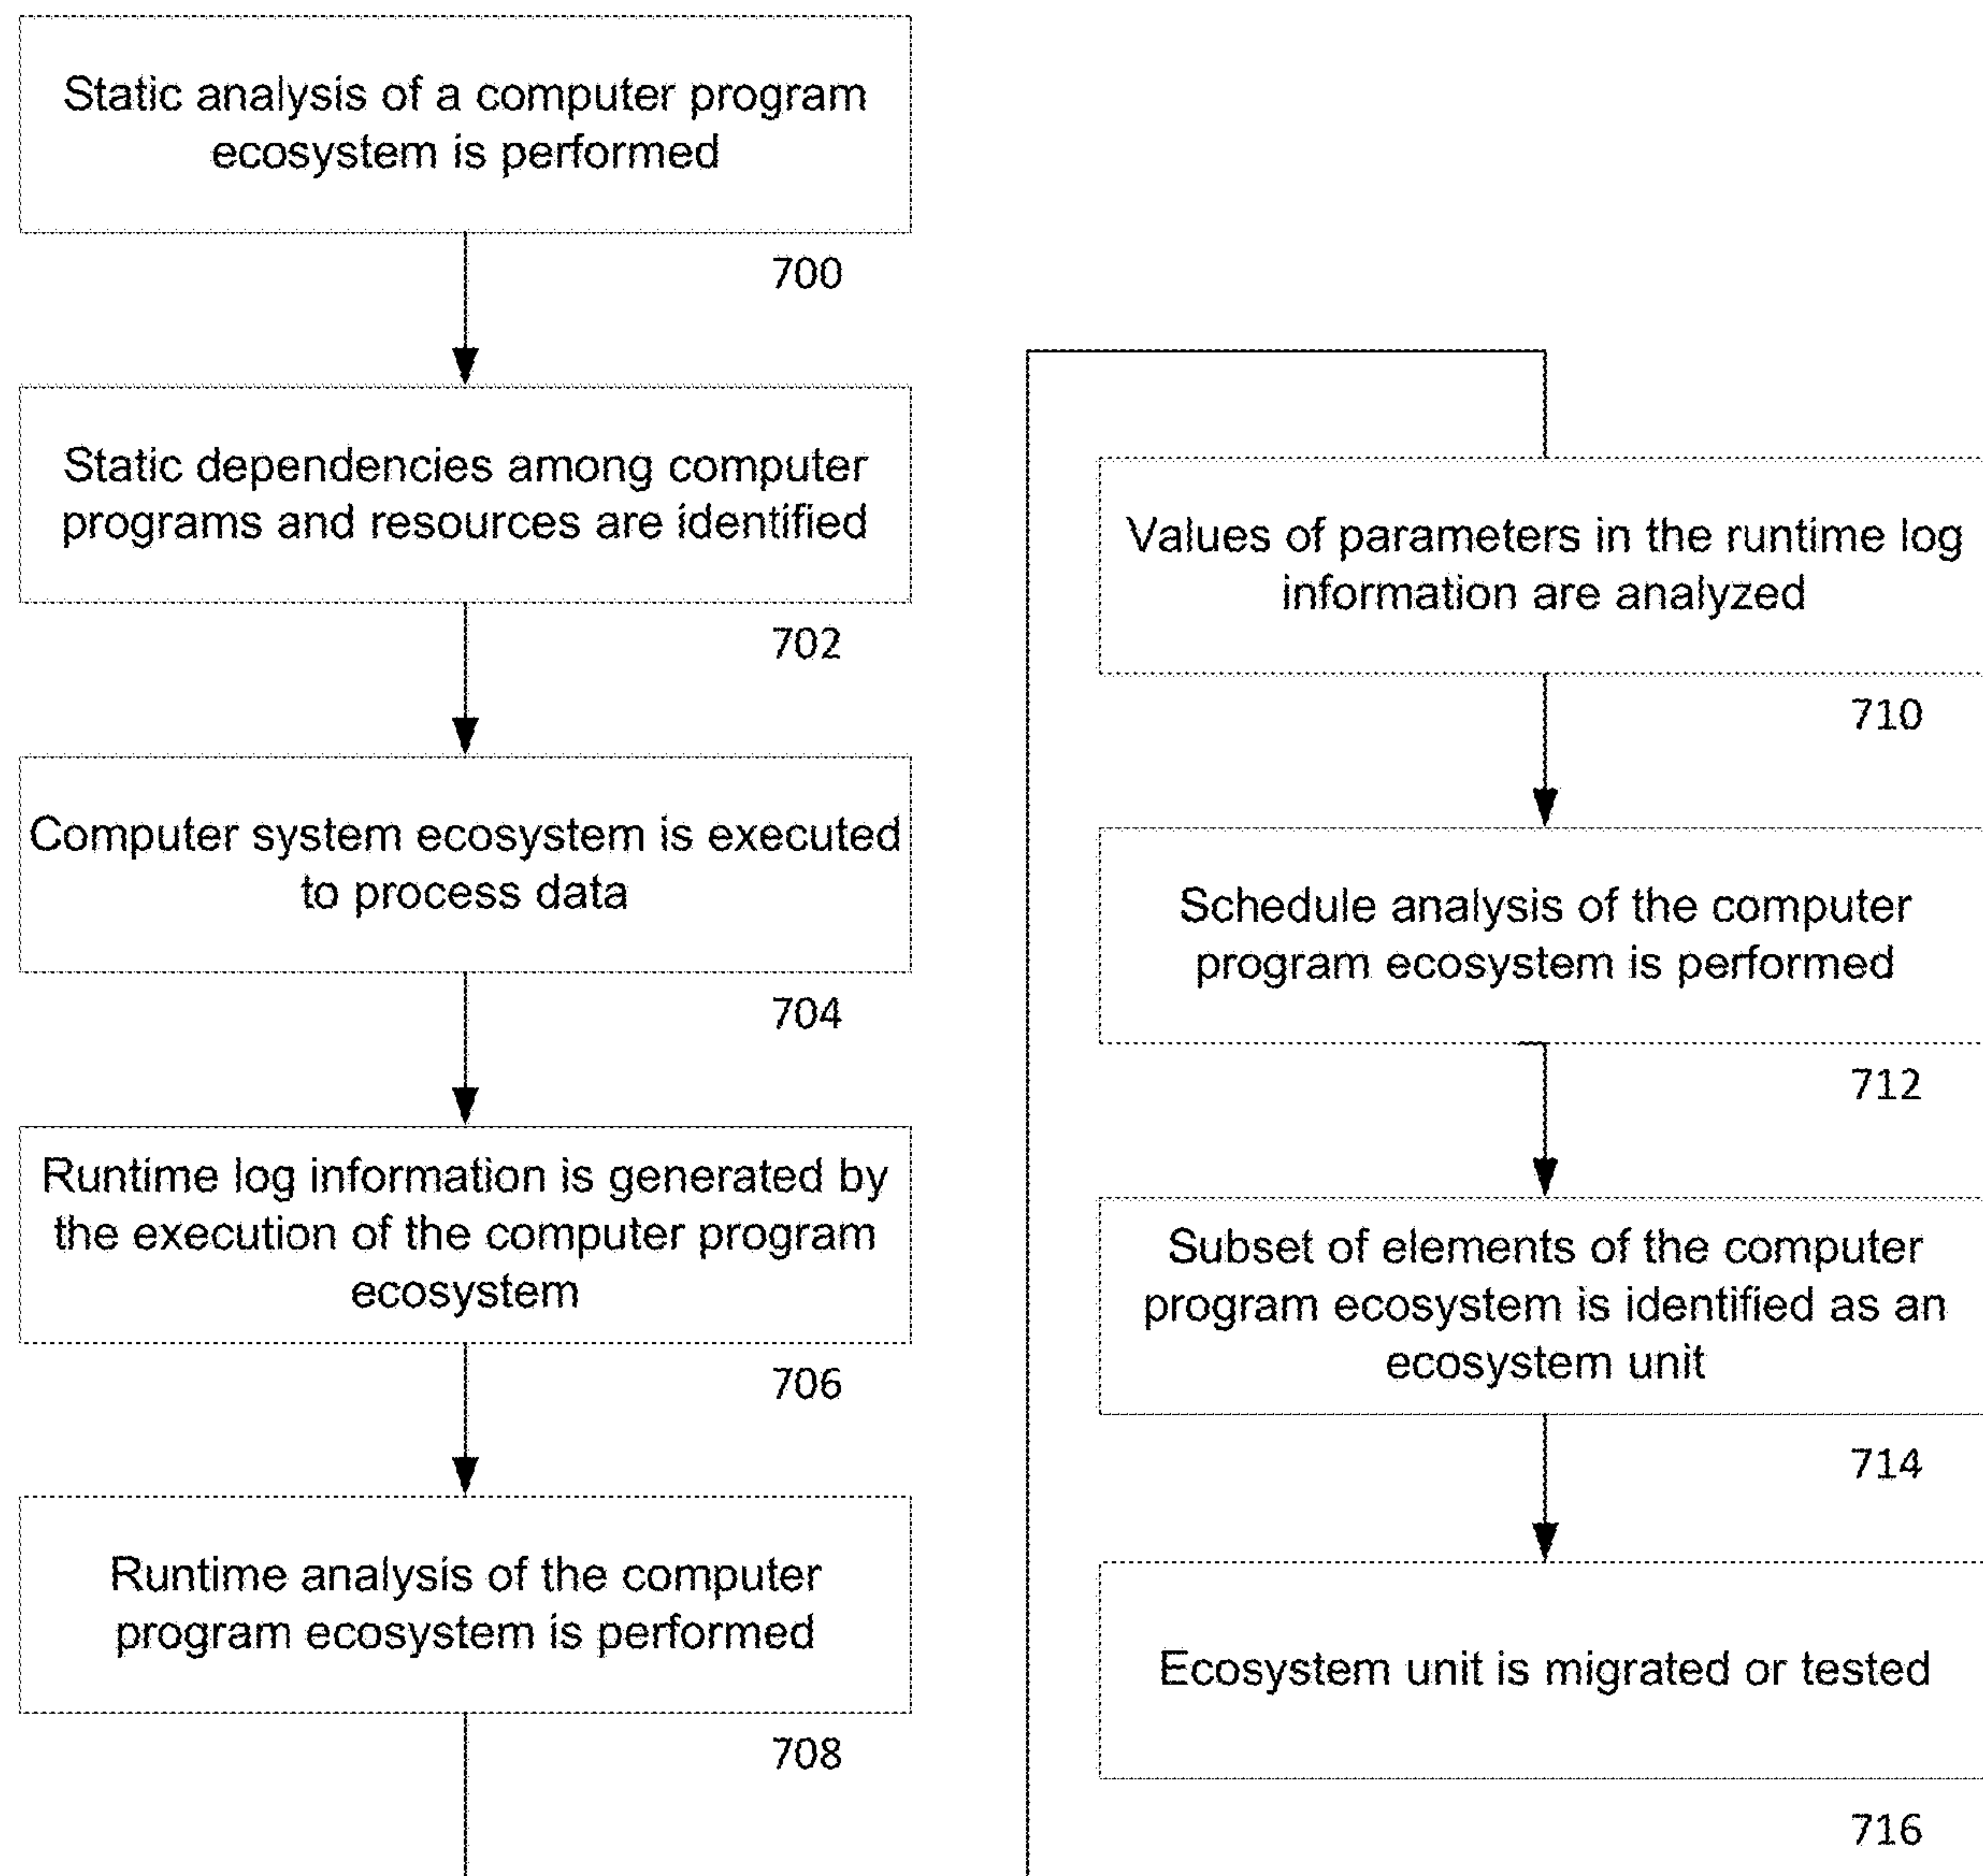 Static analysis of a computer program
ecosystem is performed
700
Static dependencies among computer
programs and resources are identified
702
Computer system ecosystem is executed
to process data
704
Runtime log information is generated by
the execution of the computer program
ecosystem
706
Runtime analysis of the computer
program ecosystem is performed
708
Values of parameters in the runtime log
information are analyzed
710
Schedule analysis of the computer
program ecosystem is performed
712
Subset of elements of the computer
program ecosystem is identified as an
ecosystem unit
714
Ecosystem unit is migrated or tested
716